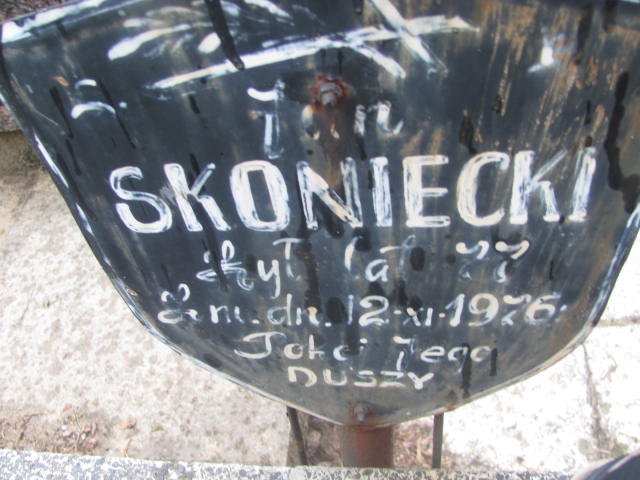 Ś.
Jan
SKONIECKI
Żył lat 77
Zm. dn. 12-XI-1976.
Pokój Jego
DUSZY